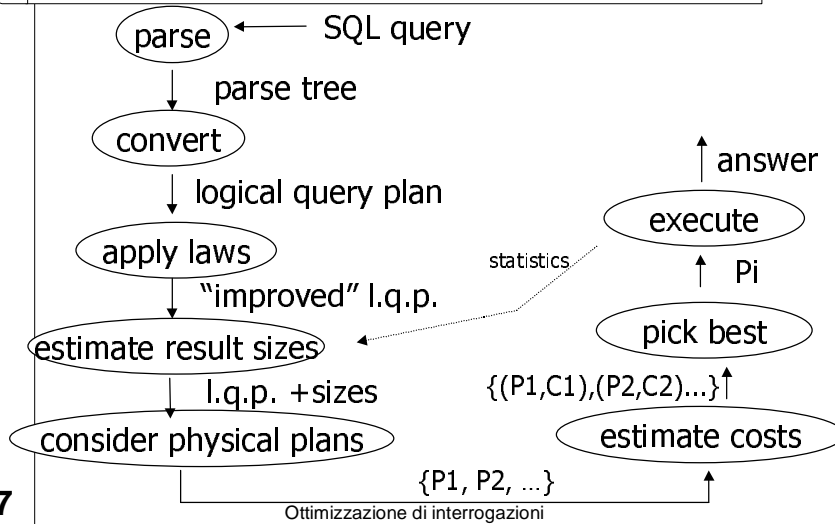 parse
SQL query
parse tree
convert
logical query plan
apply laws
“improved” l.q.p.
estimate result sizes
l.q.p. +sizes
consider physical plans
{P1, P2, ...}
estimate costs
{(P1,C1),(P2,C2)...}
pick best
Pi
execute
answer
statistics
7
Ottimizzazione di interrogazioni